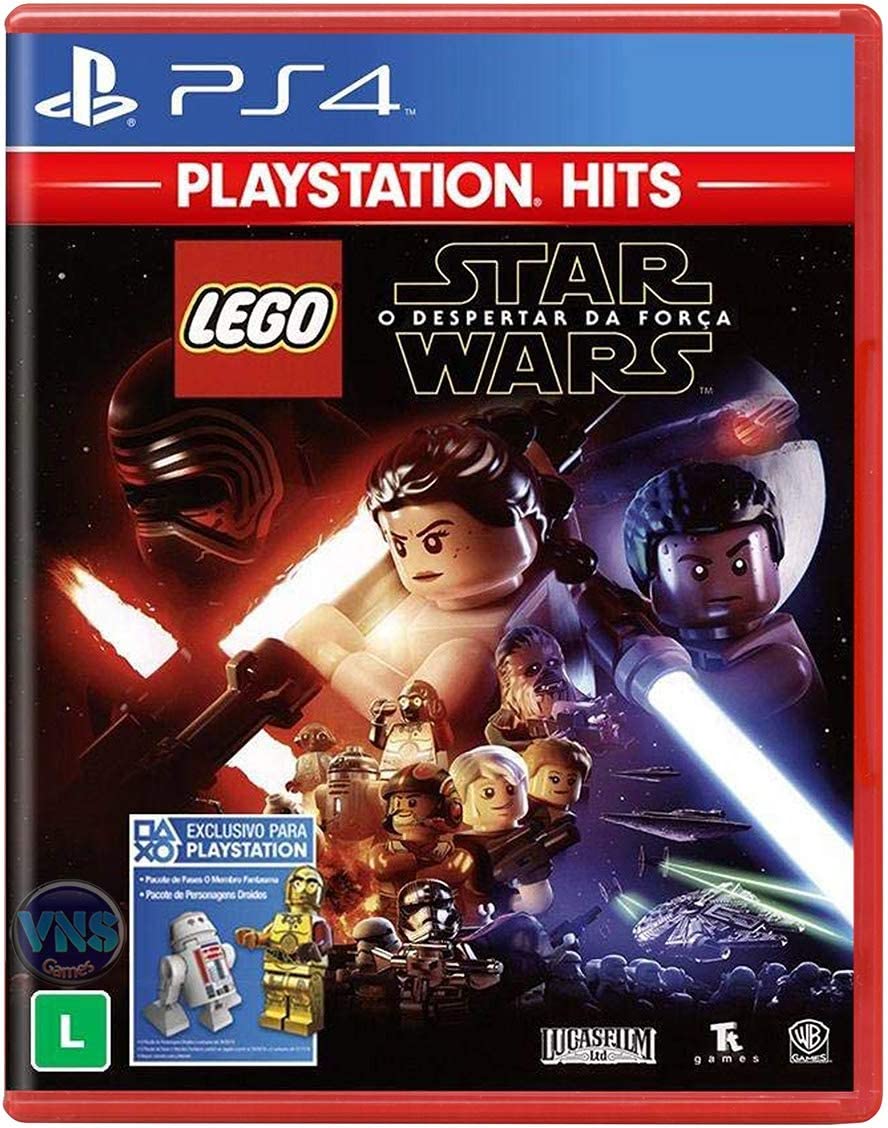 PS4
PLAYSTATION® HITS
LEGO
STAR
O DESPERTAR DA FORÇA
WARS
TM
EXCLUSIVO PARA
PLAYSTATION
• Pacote de Fases O Membro Fantasma
• Pacote de Personagens Droides
VNS
Games
L
LUCASFILM
Ltd
Tt
games
WB
GAMES